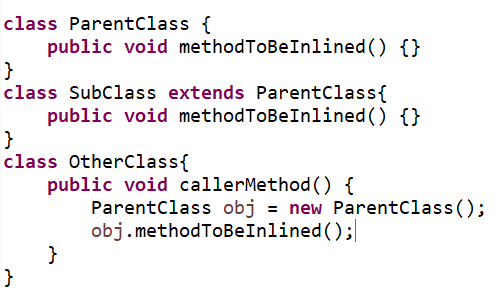 class ParentClass {
    public void methodToBeInlined() {}
}
class SubClass extends ParentClass{
    public void methodToBeInlined() {}
}
class OtherClass{
    public void callerMethod() {
        ParentClass obj = new ParentClass();
        obj.methodToBeInlined();
    }
}